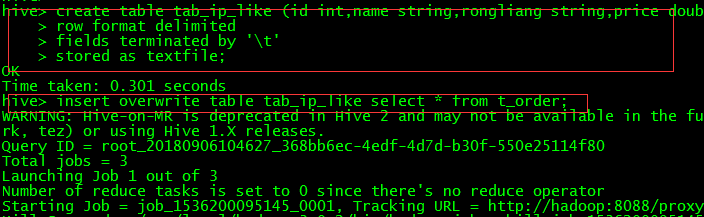 hive> create table tab_ip_like (id int,name string,rongliang string,price doub
    > row format delimited
    > fields terminated by '\t'
    > stored as textfile;
OK
Time taken: 0.301 seconds
hive> insert overwrite table tab_ip_like select * from t_order;
WARNING: Hive-on-MR is deprecated in Hive 2 and may not be available in the fu
rk, tez) or using Hive 1.X releases.
Query ID = root_20180906104627_368bb6ec-4edf-4d7d-b30f-550e25114f80
Total jobs = 3
Launching Job 1 out of 3
Number of reduce tasks is set to 0 since there's no reduce operator
Starting Job = job_1536200095145_0001, Tracking URL = http://hadoop:8088/proxy